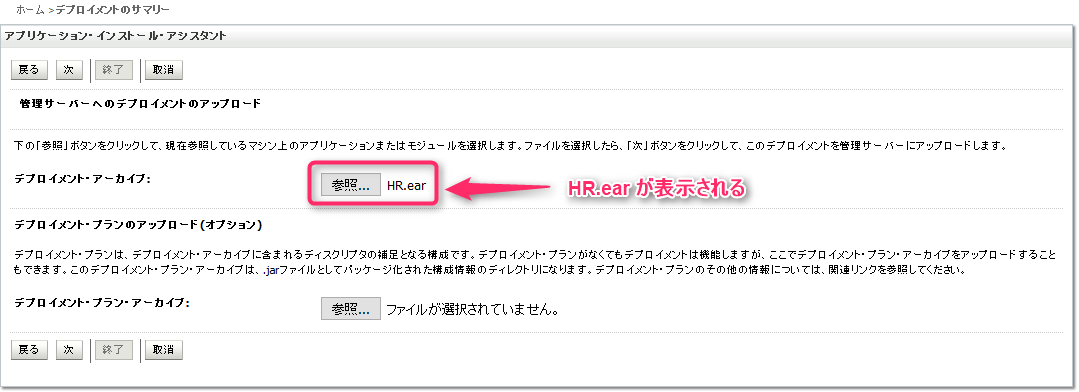 ホーム >デプロイメントのサマリー
アプリケーション・インストール・アシスタント
戻る 次 終了 取消
管理サーバーへのデプロイメントのアップロード
下の「参照」ボタンをクリックして、現在参照しているマシン上のアプリケーションまたはモジュールを選択します。ファイルを選択したら、「次」ボタンをクリックして、このデプロイメントを管理サーバーにアップロードします。
デプロイメント・アーカイブ: 参照... HR.ear HR.ear が表示される
デプロイメント・プランのアップロード(オプション)
デプロイメント・プランは、デプロイメント・アーカイブに含まれるディスクリプタの補足となる構成です。デプロイメント・プランがなくてもデプロイメントは機能しますが、ここでデプロイメント・プラン・アーカイブをアップロードすること
もできます。このデプロイメント・プラン・アーカイブは、.jarファイルとしてパッケージ化された構成情報のディレクトリになります。デプロイメント・プランのその他の情報については、関連リンクを参照してください。
デプロイメント・プラン・アーカイブ: 参照... ファイルが選択されていません。
戻る 次 終了 取消